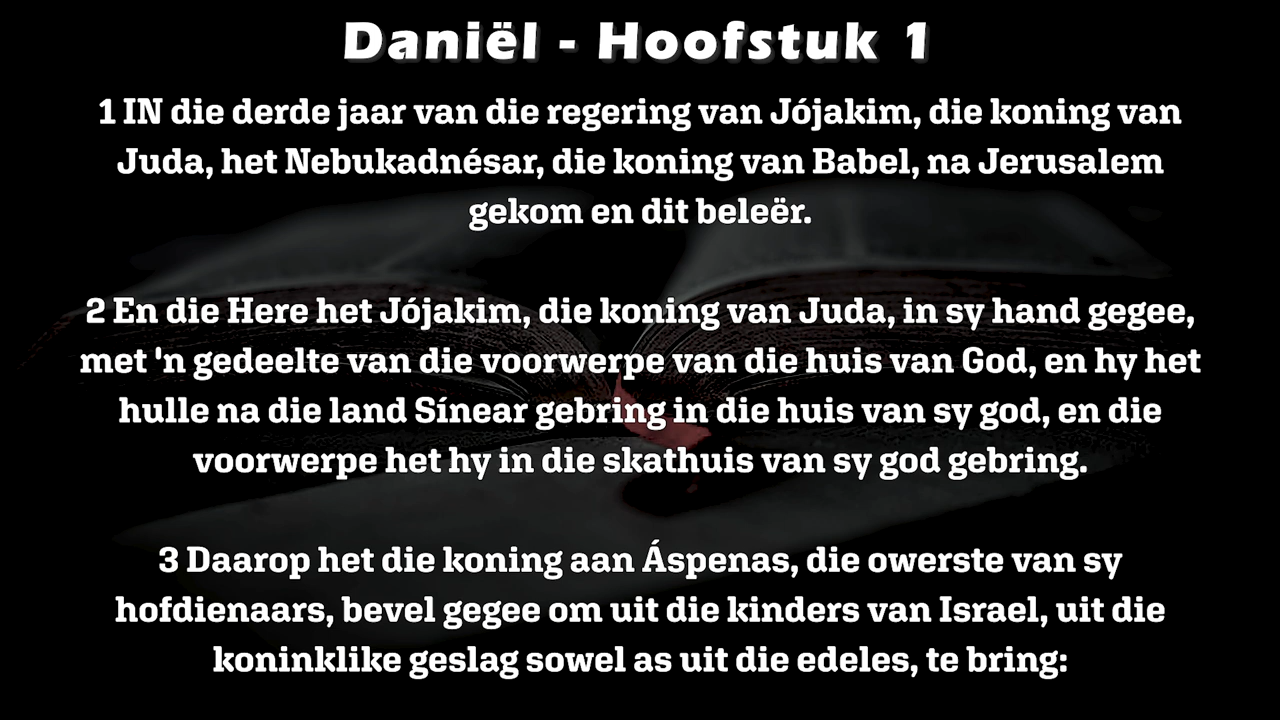 Daniël - Hoofstuk 1
1 IN die derde jaar van die regering van Jójakim, die koning van
Juda, het Nebukadnésar, die koning van Babel, na Jerusalem
gekom en dit beleër.
2 En die Here het Jójakim, die koning van Juda, in sy hand gegee,
met 'n gedeelte van die voorwerpe van die huis van God, en hy het
hulle na die land Sínear gebring in die huis van sy god, en die
voorwerpe het hy in die skathuis van sy god gebring.
3 Daarop het die koning aan Áspenas, die owerste van sy
hofdienaars, bevel gegee om uit die kinders van Israel, uit die
koninklike geslag sowel as uit die edeles, te bring: